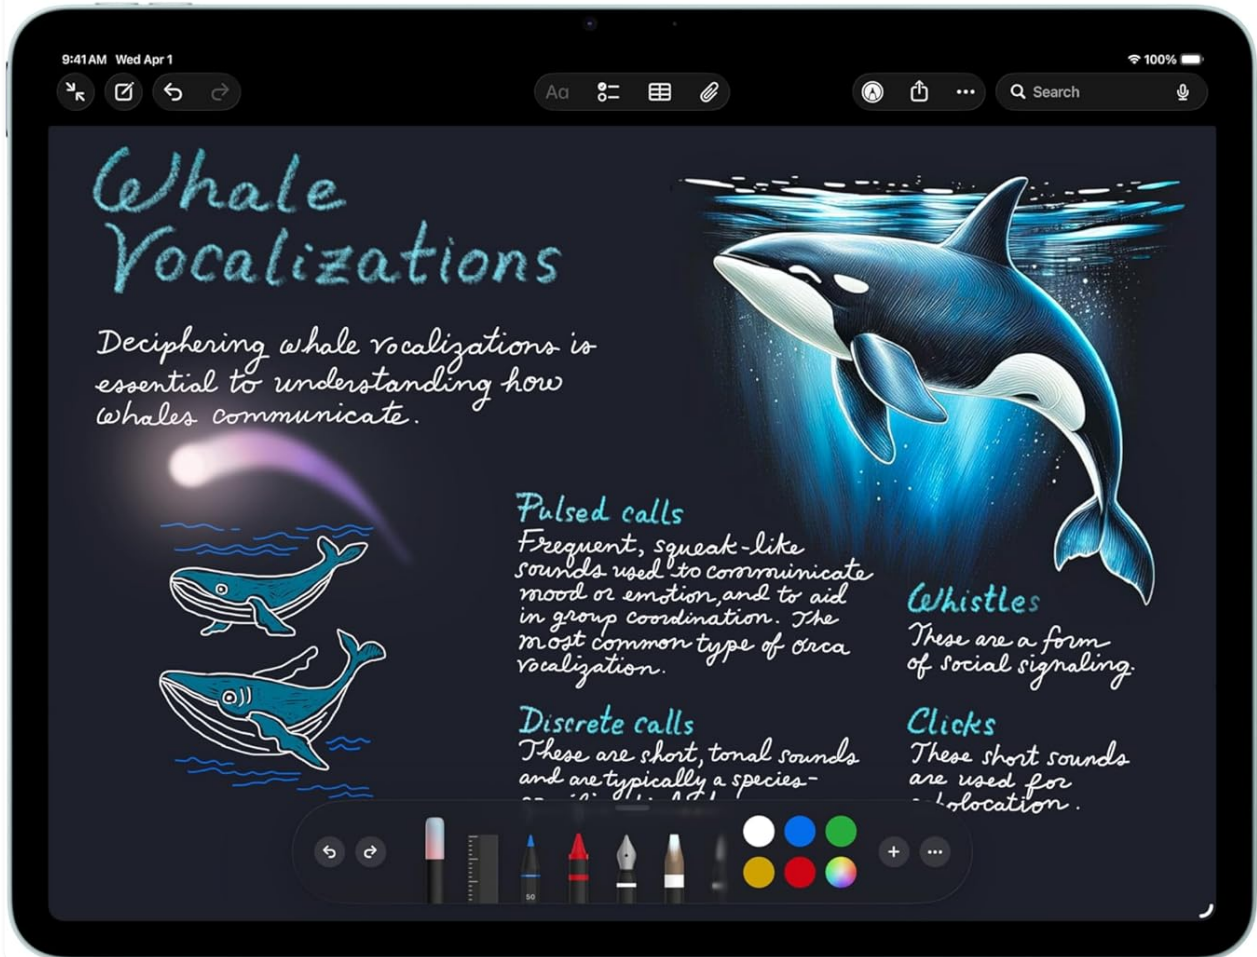 9:41 AM Wed Apr 1
100%
Aa
Search
Whale
Vocalizations
Deciphering whale vocalizations is
essential to understanding how
whales communicate.
Pulsed calls
Frequent, squeak-like
sounds used to communicate
mood or emotion, and to aid
in group coordination. The
most common type of orca
vocalization.
Discrete calls
These are short, tonal sounds
and are typically a species-
Whistles
These are a form
of social signaling.
Clicks
These short sounds
are used for
50